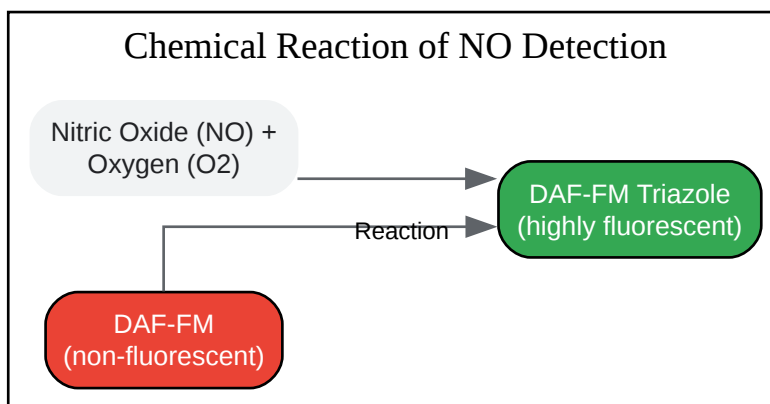 Chemical Reaction of NO Detection
Nitric Oxide (NO) +
Oxygen (O2)
DAF-FM Triazole
(highly fluorescent)
Reaction
DAF-FM
(non-fluorescent)